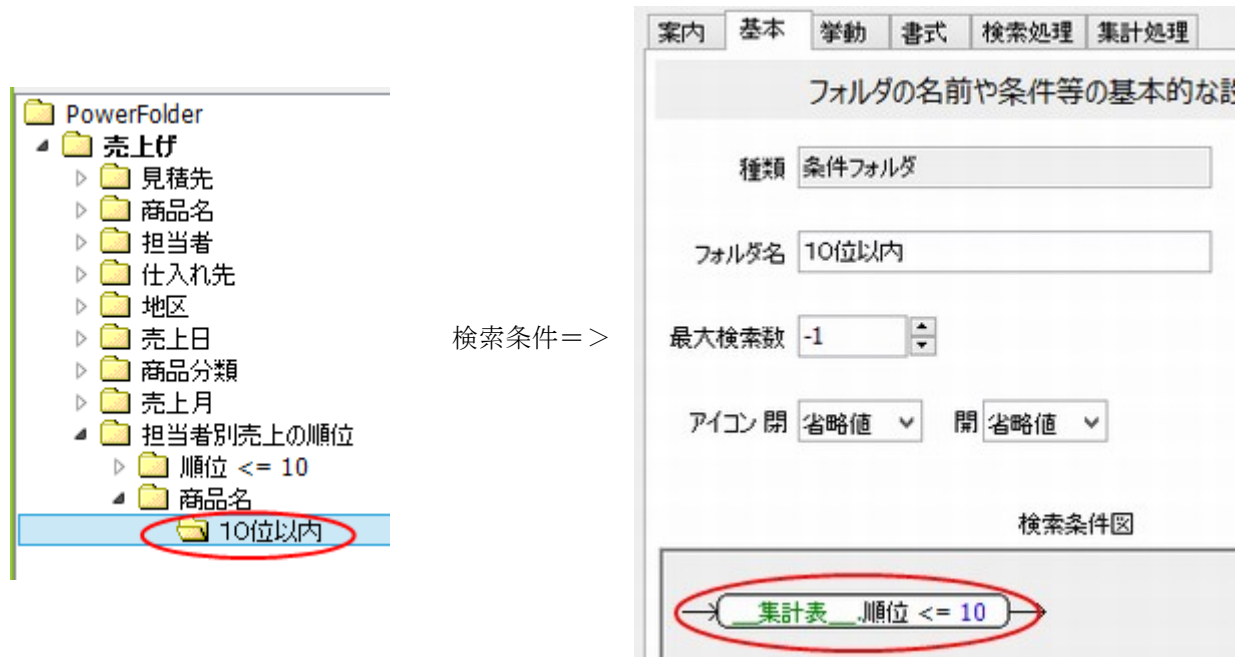 PowerFolder
売上げ
見積先
商品名
担当者
仕入れ先
地区
売上日
商品分類
売上月
担当者別売上の順位
順位 <= 10
商品名
10位以内
検索条件＝＞
案内 基本 挙動 書式 検索処理 集計処理
フォルダの名前や条件等の基本的な設
種類 条件フォルダ
フォルダ名 10位以内
最大検索数 -1
アイコン 閉 省略値 開 省略値
検索条件図
__集計表__.順位 <= 10